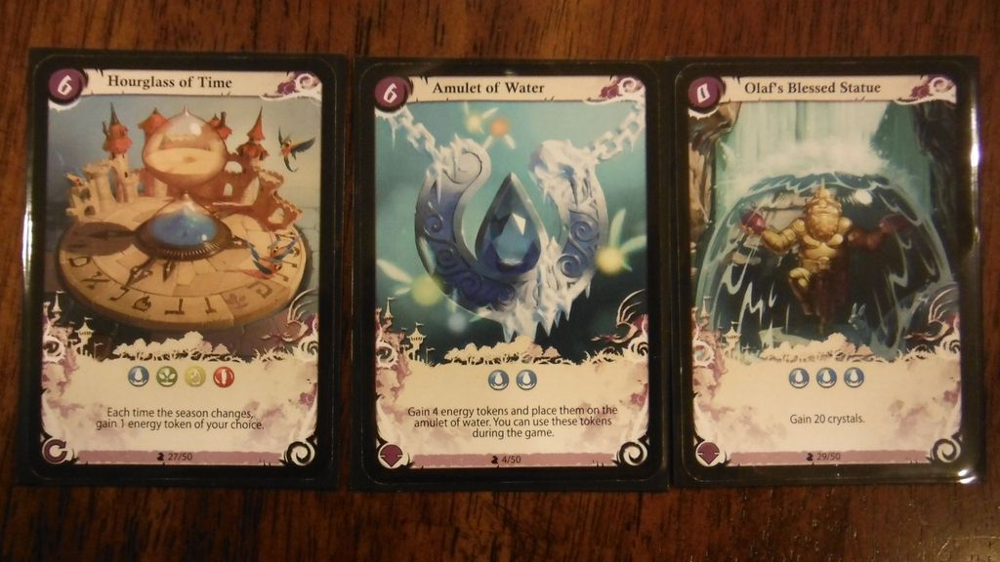 6 Hourglass of Time
Each time the season changes,
gain 1 energy token of your choice.
27/50
6 Amulet of Water
Gain 4 energy tokens and place them on the
amulet of water. You can use these tokens
during the game.
4/50
0 Olaf's Blessed Statue
Gain 20 crystals.
29/50